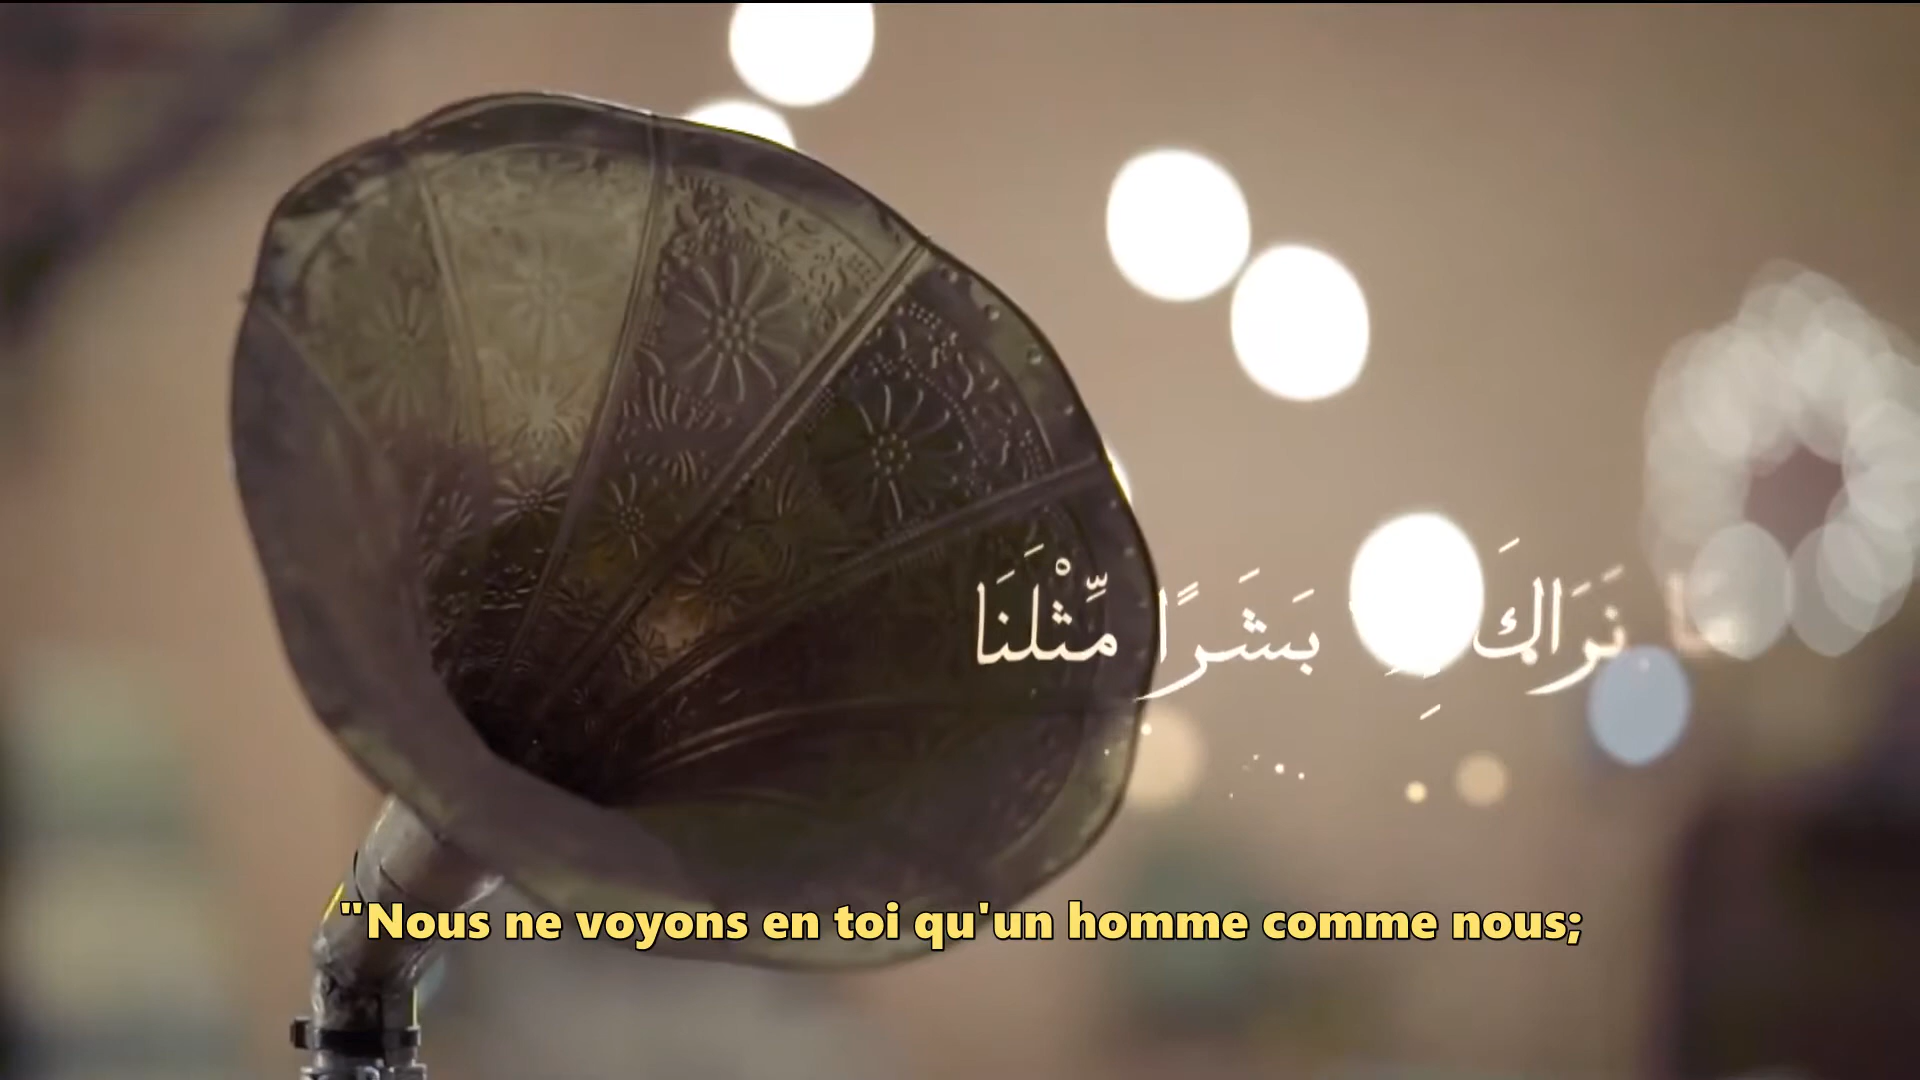 نَرَاكَ بَشَرًا مِّثْلَنَا
"Nous ne voyons en toi qu'un homme comme nous;